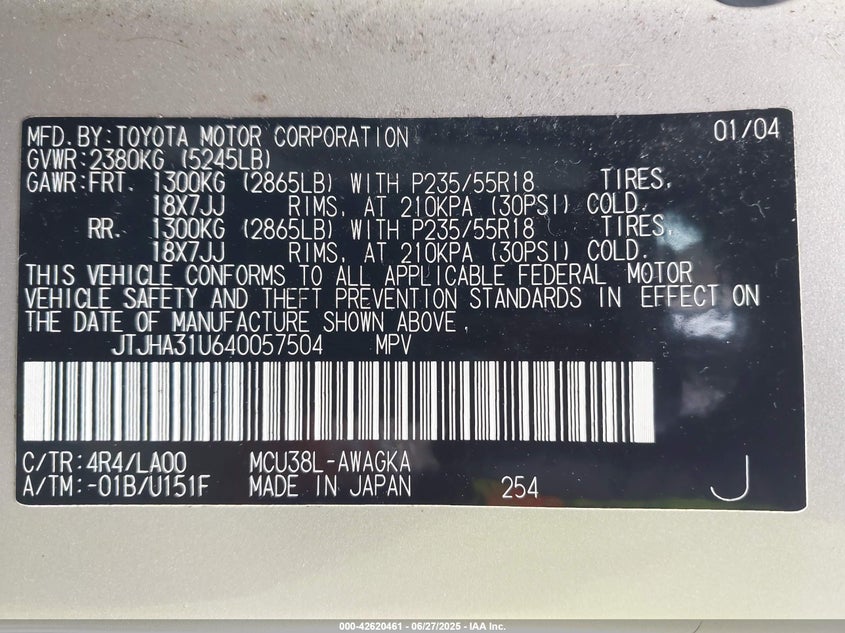 MFD. BY: TOYOTA MOTOR CORPORATION 01/04
GVWR: 2380KG (5245LB)
GAWR: FRT. 1300KG (2865LB) WITH P235/55R18 TIRES,
18X7JJ RIMS, AT 210KPA (30PSI) COLD.
RR. 1300KG (2865LB) WITH P235/55R18 TIRES,
18X7JJ RIMS, AT 210KPA (30PSI) COLD.
THIS VEHICLE CONFORMS TO ALL APPLICABLE FEDERAL MOTOR
VEHICLE SAFETY AND THEFT PREVENTION STANDARDS IN EFFECT ON
THE DATE OF MANUFACTURE SHOWN ABOVE.
JTJHA31U640057504 MPV
C/TR: 4R4/LA00 MCU38L-AWAGKA
A/TM: -01B/U151F MADE IN JAPAN 254 J
000-42620461 - 06/27/2025 - IAA Inc.